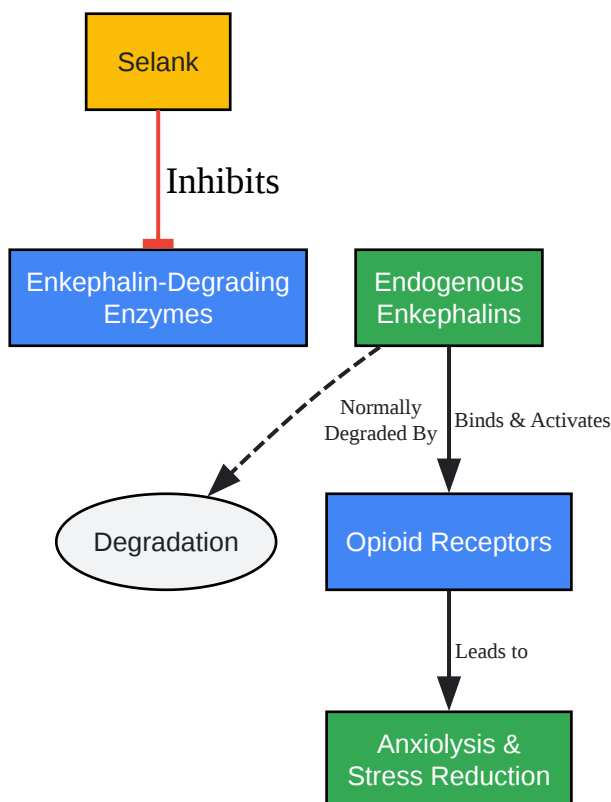 Selank
Inhibits
Enkephalin-Degrading
Enzymes
Endogenous
Enkephalins
Normally
Degraded By
Binds & Activates
Degradation
Opioid Receptors
Leads to
Anxiolysis &
Stress Reduction